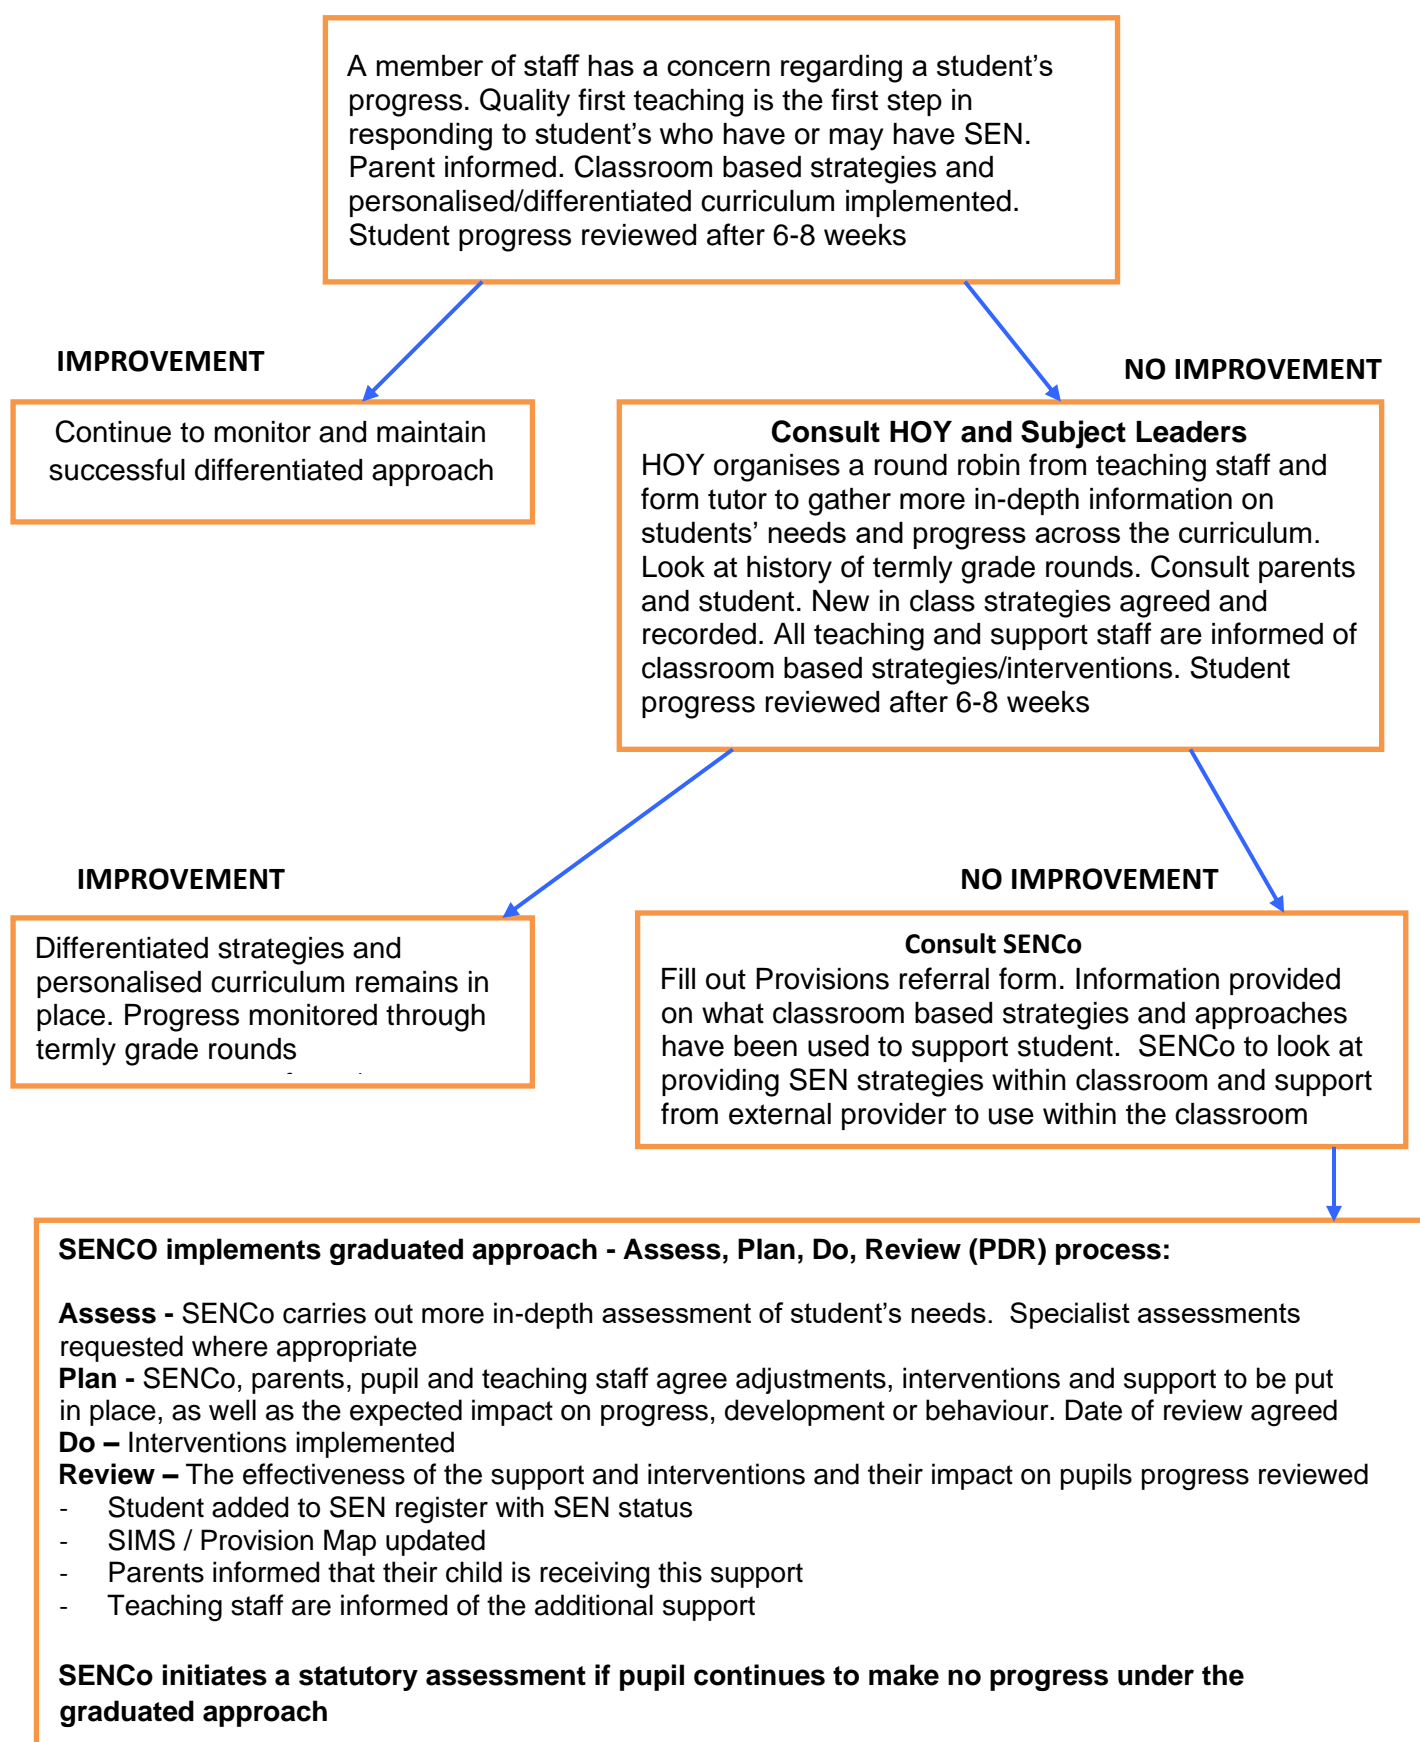 A member of staff has a concern regarding a student’s
progress. Quality first teaching is the first step in
responding to student’s who have or may have SEN.
Parent informed. Classroom based strategies and
personalised/differentiated curriculum implemented.
Student progress reviewed after 6-8 weeks
IMPROVEMENT
NO IMPROVEMENT
Continue to monitor and maintain
successful differentiated approach
Consult HOY and Subject Leaders
HOY organises a round robin from teaching staff and
form tutor to gather more in-depth information on
students’ needs and progress across the curriculum.
Look at history of termly grade rounds. Consult parents
and student. New in class strategies agreed and
recorded. All teaching and support staff are informed of
classroom based strategies/interventions. Student
progress reviewed after 6-8 weeks
IMPROVEMENT
NO IMPROVEMENT
Differentiated strategies and
personalised curriculum remains in
place. Progress monitored through
termly grade rounds
Consult SENCo
Fill out Provisions referral form. Information provided
on what classroom based strategies and approaches
have been used to support student.  SENCo to look at
providing SEN strategies within classroom and support
from external provider to use within the classroom
SENCO implements graduated approach - Assess, Plan, Do, Review (PDR) process:
Assess - SENCo carries out more in-depth assessment of student’s needs.  Specialist assessments
requested where appropriate
Plan - SENCo, parents, pupil and teaching staff agree adjustments, interventions and support to be put
in place, as well as the expected impact on progress, development or behaviour. Date of review agreed
Do – Interventions implemented
Review – The effectiveness of the support and interventions and their impact on pupils progress reviewed
- Student added to SEN register with SEN status
- SIMS / Provision Map updated
- Parents informed that their child is receiving this support
- Teaching staff are informed of the additional support
SENCo initiates a statutory assessment if pupil continues to make no progress under the
graduated approach